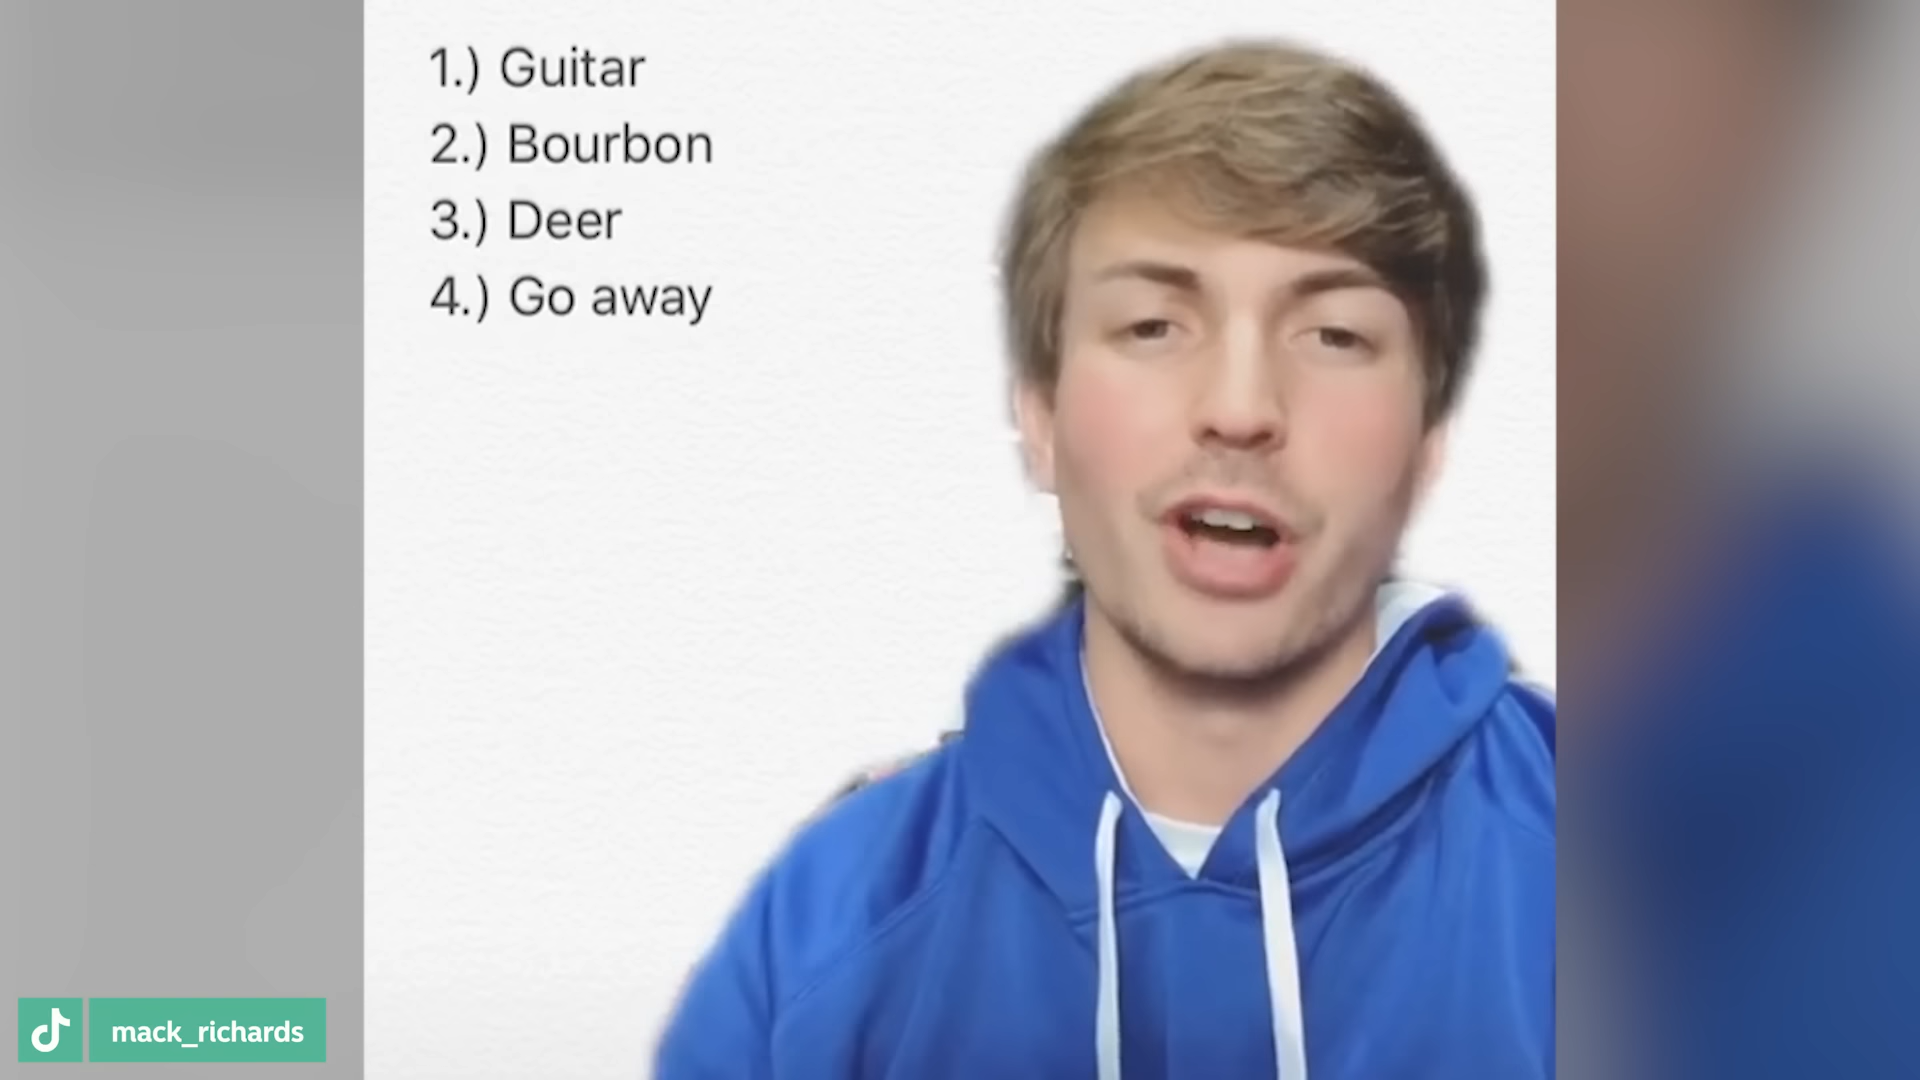 1.) Guitar
2.) Bourbon
3.) Deer
4.) Go away
mack_richards